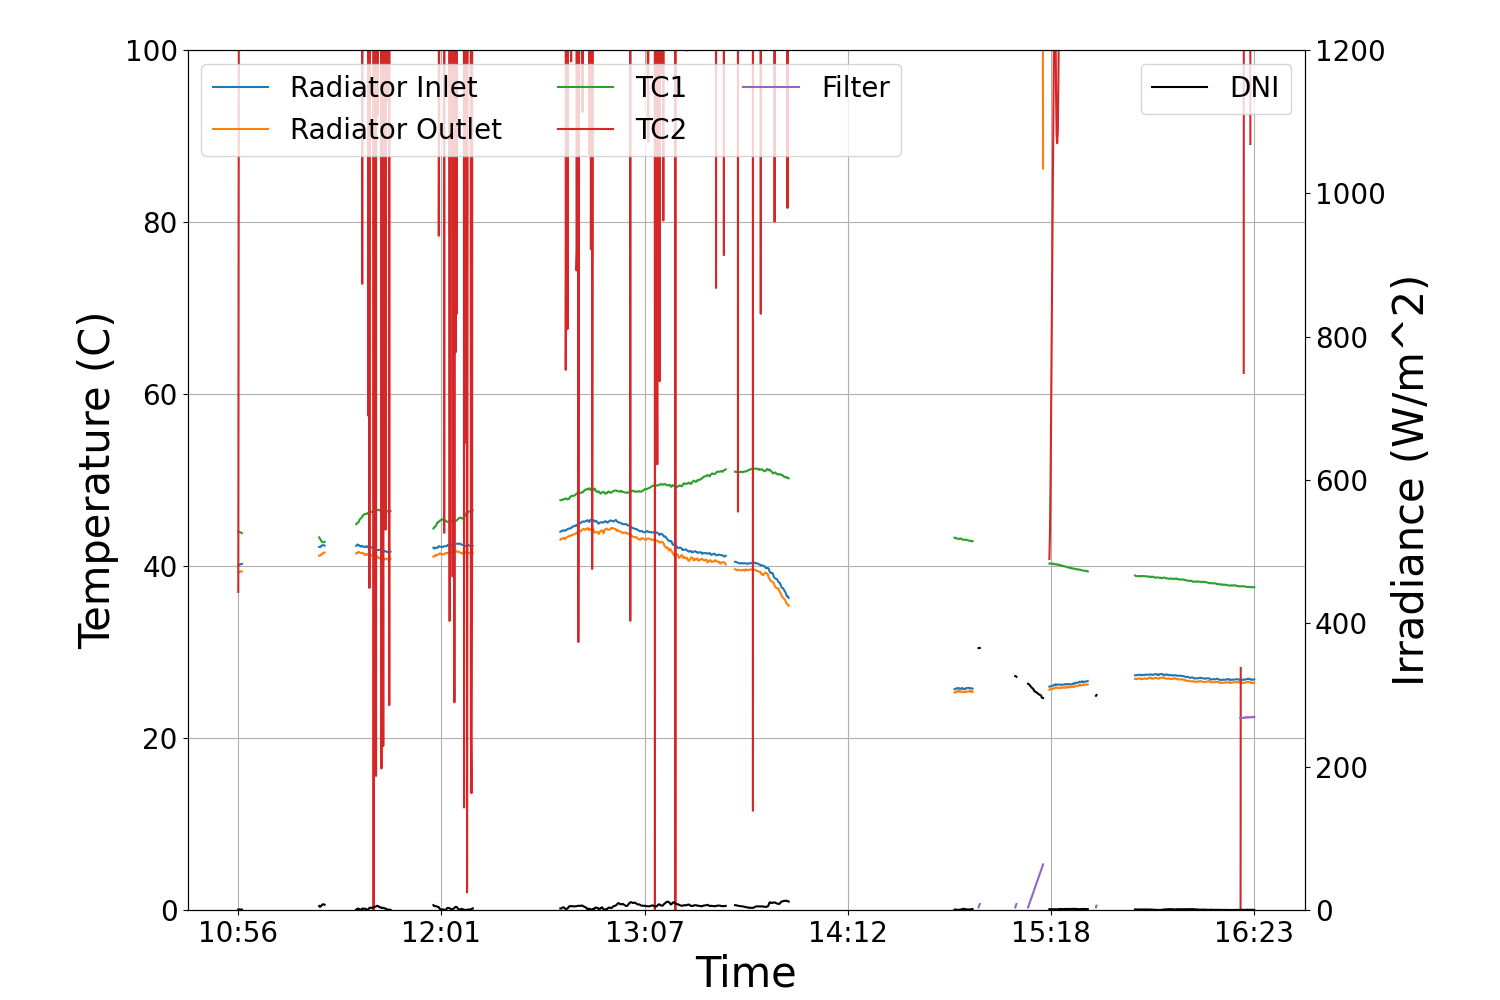 100
80
60
40
20
0
Temperature (C)
Radiator Inlet
Radiator Outlet
TC1
TC2
Filter
DNI
1200
1000
800
600
400
200
0
Irradiance (W/m^2)
10:56
12:01
13:07
14:12
15:18
16:23
Time